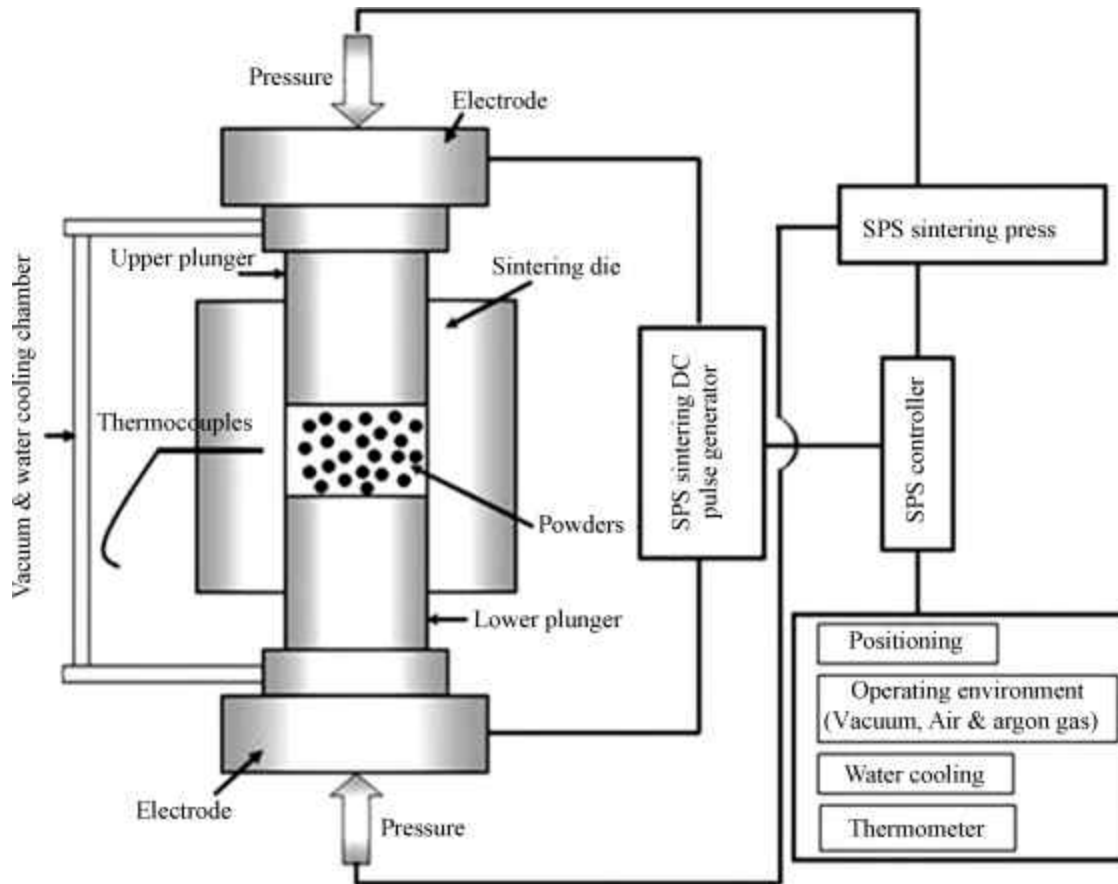 Pressure
Electrode
SPS sintering press
Upper plunger
Sintering die
Vacuum & water cooling chamber
Thermocouples
SPS sintering DC
pulse generator
SPS controller
Powders
Lower plunger
Positioning
Operating environment
(Vacuum, Air & argon gas)
Water cooling
Thermometer
Electrode
Pressure